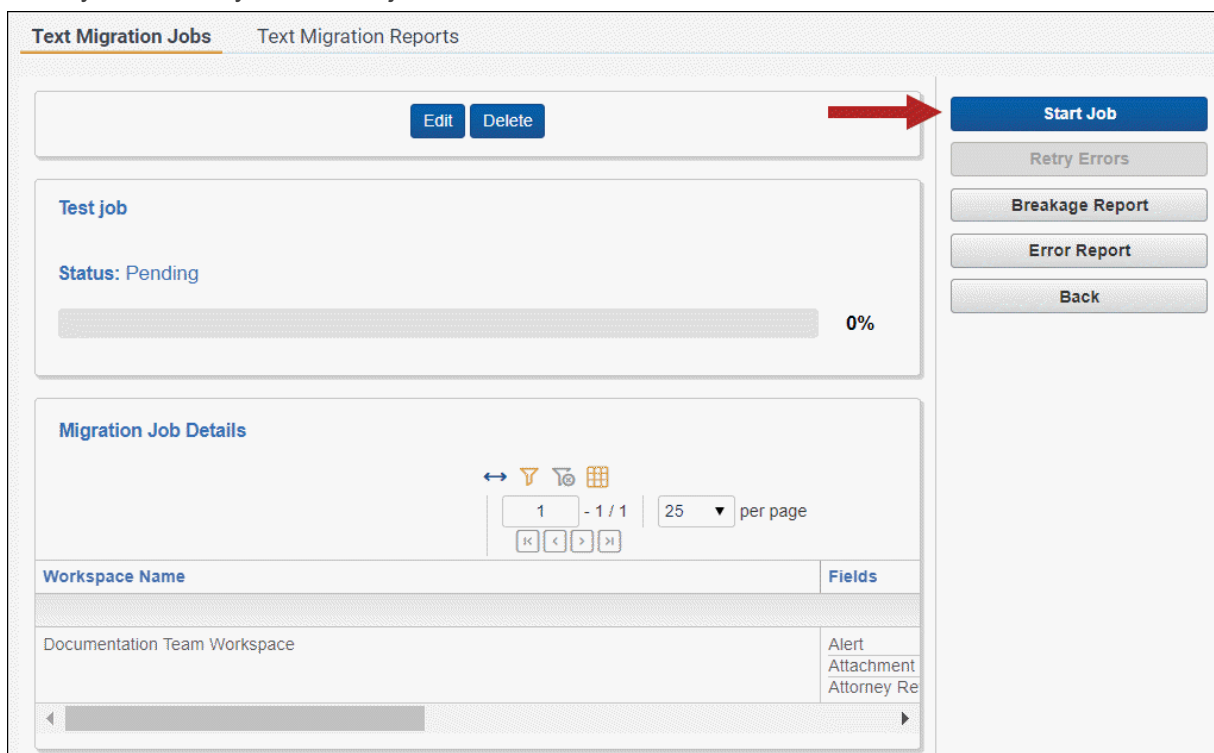 Text Migration Jobs Text Migration Reports
Edit Delete
Start Job
Retry Errors
Breakage Report
Error Report
Back
Test job
Status: Pending
0%
Migration Job Details
1 - 1 / 1 25 per page
Workspace Name Fields
Documentation Team Workspace Alert
Attachment
Attorney Re